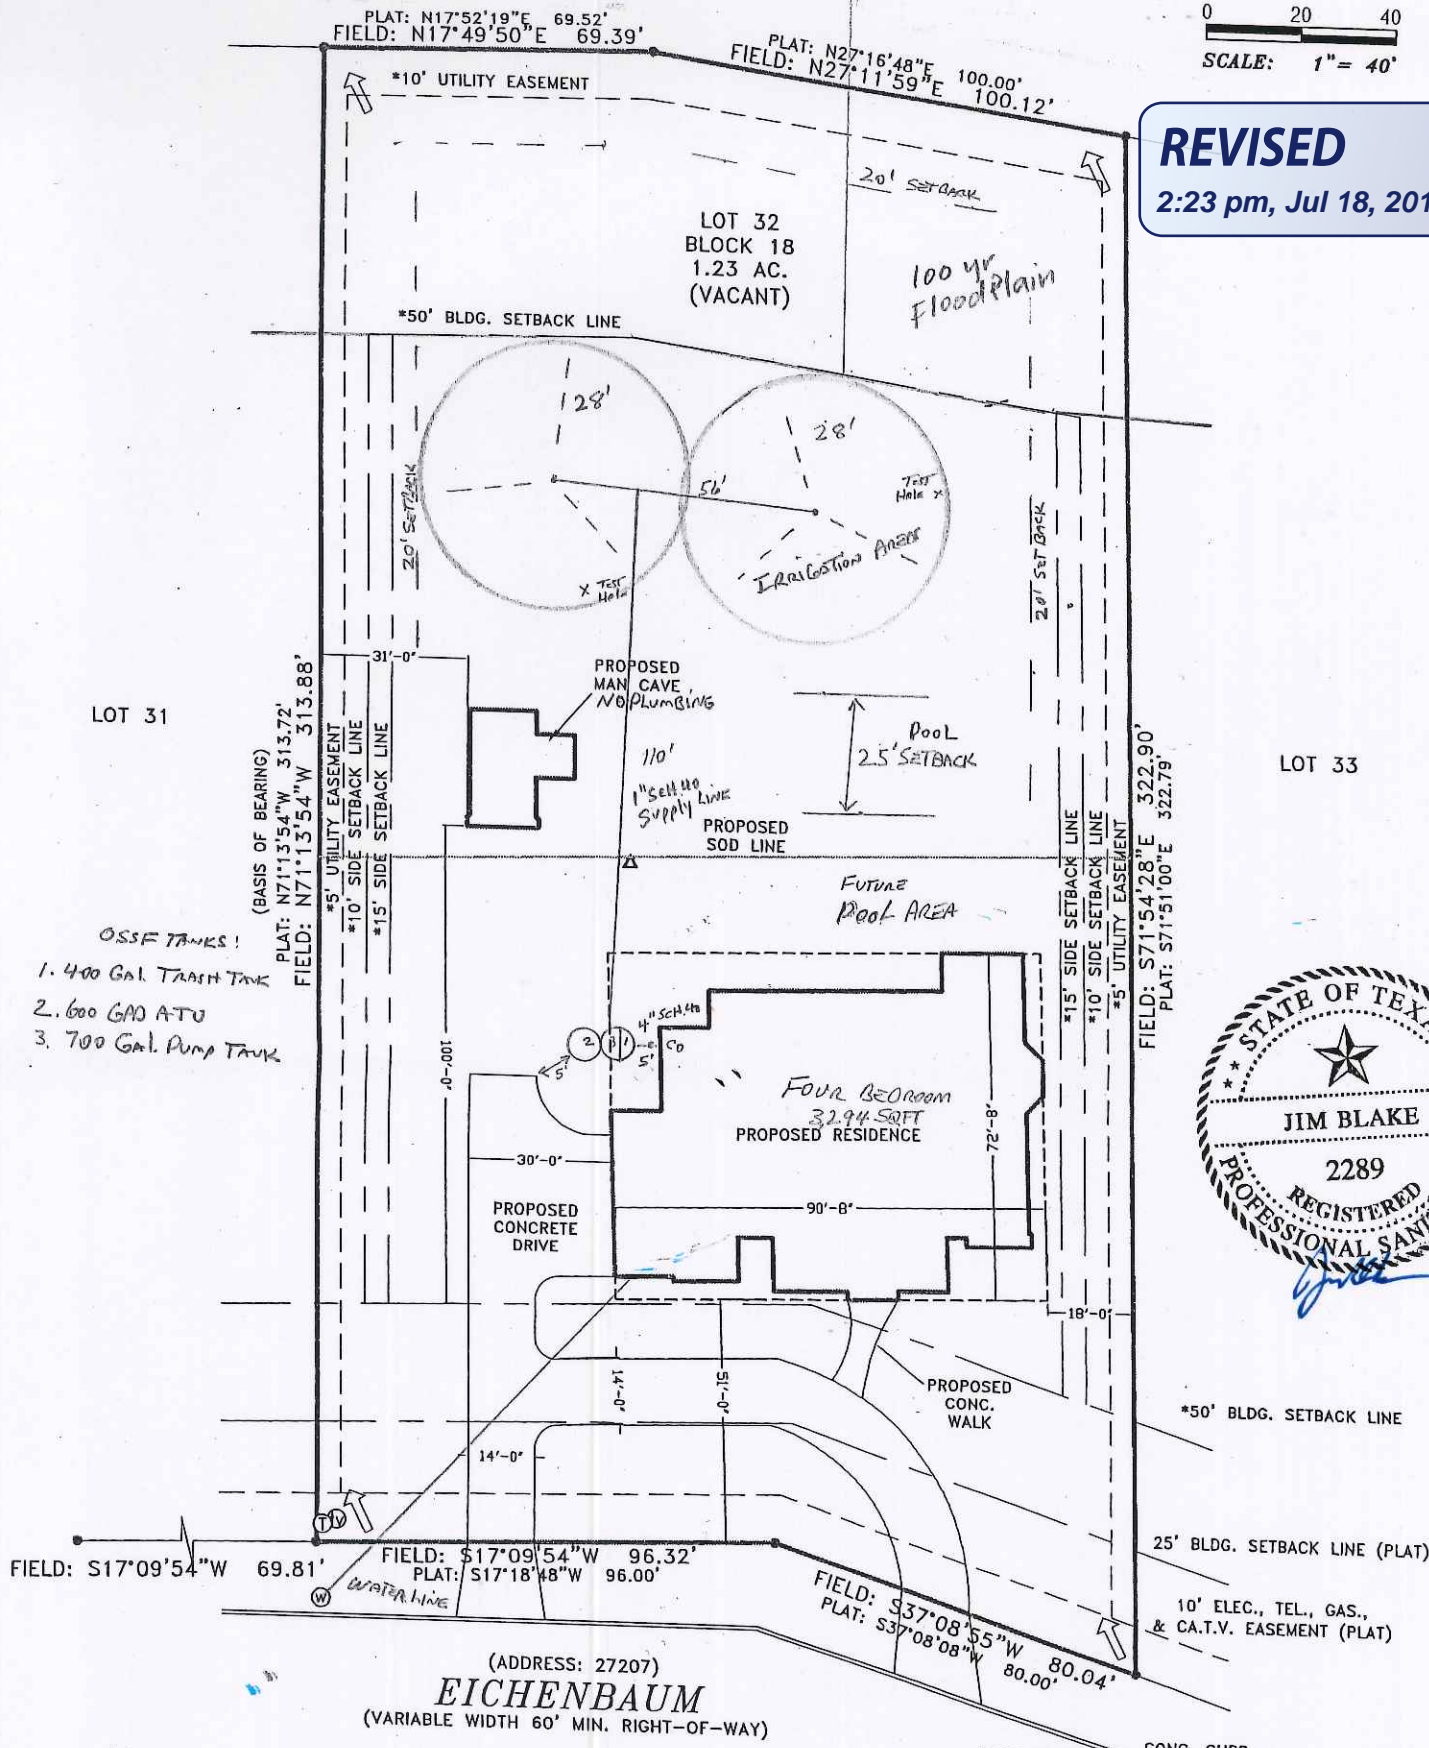 PLAT: N17°52'19"E 69.52'
FIELD: N17°49'50"E 69.39'
PLAT: N27°16'48"E 100.00'
FIELD: N27°11'59"E 100.12'
0 20 40
SCALE: 1"= 40'
REVISED
2:23 pm, Jul 18, 201
*10' UTILITY EASEMENT
20' SETBACK
LOT 32
BLOCK 18
1.23 AC.
(VACANT)
100 yr
FloodPlain
*50' BLDG. SETBACK LINE
28'
28'
56'
TEST
Hole x
IRRIGATION AREAS
X TEST
Hole
20' SETBACK
20' SETBACK
31'-0"
PROPOSED
MAN CAVE
NO PLUMBING
LOT 31
LOT 33
110'
1" SCH.40
Supply LINE
POOL
25' SETBACK
PROPOSED
SOD LINE
FUTURE
POOL AREA
(BASIS OF BEARING)
PLAT: N71°13'54"W 313.72'
FIELD: N71°13'54"W 313.88'
*5' UTILITY EASEMENT
*10' SIDE SETBACK LINE
*15' SIDE SETBACK LINE
*15' SIDE SETBACK LINE
*10' SIDE SETBACK LINE
*5' UTILITY EASEMENT
FIELD: S71°54'28"E 322.90'
PLAT: S71°51'00"E 322.79'
OSSF TANKS!
1. 400 GAL TRASH TANK
2. 600 GPD ATU
3. 700 GAL PUMP TANK
4" SCH.40
2
1
5'
CO
5'
100'-0"
FOUR BEDROOM
3294 SQFT
PROPOSED RESIDENCE
72'-8"
90'-8"
30'-0"
PROPOSED
CONCRETE
DRIVE
STATE OF TEXA
JIM BLAKE
2289
REGISTERED
PROFESSIONAL SANI
18'-0"
14'-0"
51'-0"
14'-0"
PROPOSED
CONC.
WALK
*50' BLDG. SETBACK LINE
25' BLDG. SETBACK LINE (PLAT)
10' ELEC., TEL., GAS.,
& CA.T.V. EASEMENT (PLAT)
T V
FIELD: S17°09'54"W 69.81'
FIELD: S17°09'54"W 96.32'
PLAT: S17°18'48"W 96.00'
W
WATER LINE
FIELD: S37°08'55"W 80.04'
PLAT: S37°08'08"W 80.00'
(ADDRESS: 27207)
EICHENBAUM
(VARIABLE WIDTH 60' MIN. RIGHT-OF-WAY)